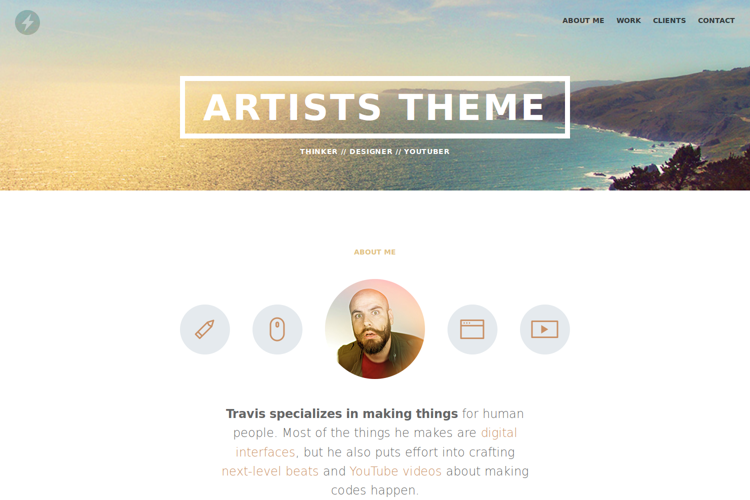 ABOUT ME WORK CLIENTS CONTACT
ARTISTS THEME
THINKER // DESIGNER // YOUTUBER
ABOUT ME
Travis specializes in making things for human
people. Most of the things he makes are digital
interfaces, but he also puts effort into crafting
next-level beats and YouTube videos about making
codes happen.